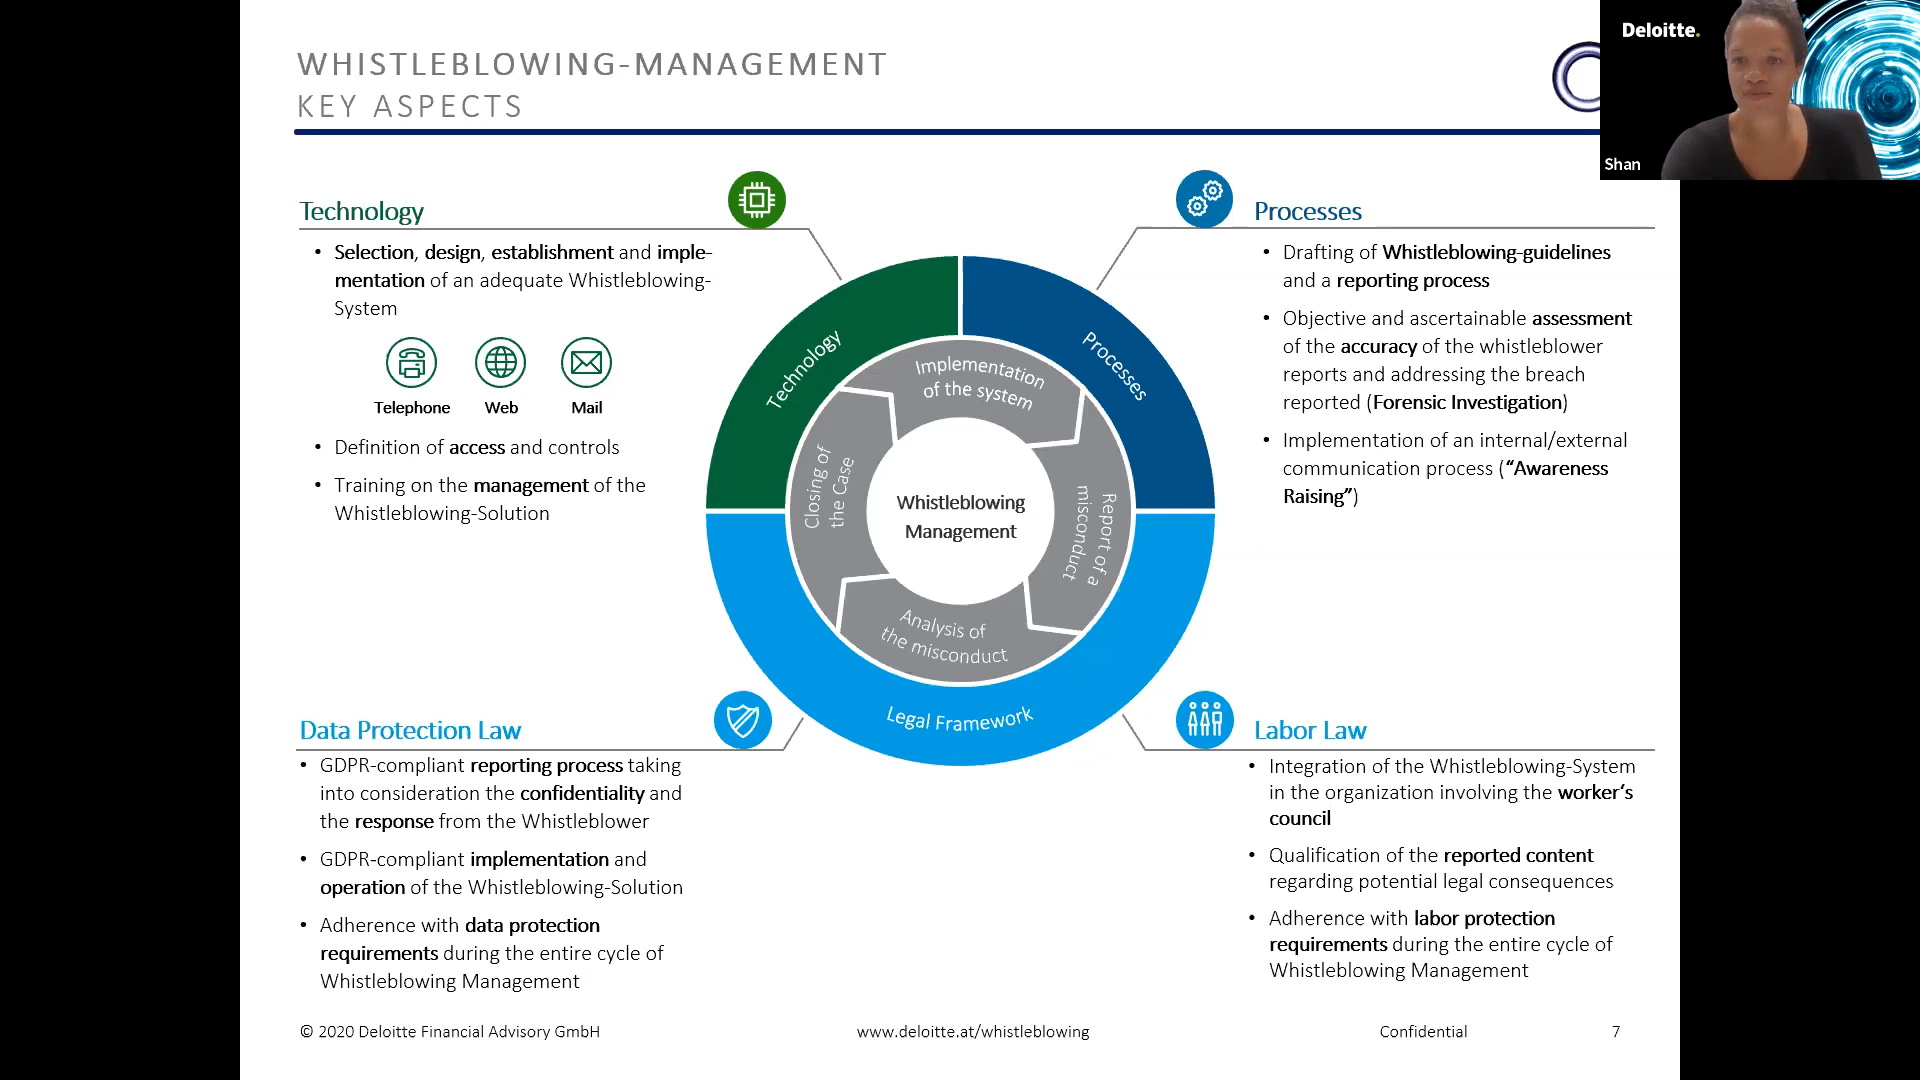 WHISTLEBLOWING-MANAGEMENT
KEY ASPECTS
Deloitte.
Shan
Technology
• Selection, design, establishment and imple-
mentation of an adequate Whistleblowing-
System
Telephone Web Mail
• Definition of access and controls
• Training on the management of the
Whistleblowing-Solution
Processes
• Drafting of Whistleblowing-guidelines
and a reporting process
• Objective and ascertainable assessment
of the accuracy of the whistleblower
reports and addressing the breach
reported (Forensic Investigation)
• Implementation of an internal/external
communication process (“Awareness
Raising”)
Technology
Processes
Legal Framework
Implementation
of the system
Report of a
misconduct
Analysis of
the misconduct
Closing of
the Case
Whistleblowing
Management
Data Protection Law
• GDPR-compliant reporting process taking
into consideration the confidentiality and
the response from the Whistleblower
• GDPR-compliant implementation and
operation of the Whistleblowing-Solution
• Adherence with data protection
requirements during the entire cycle of
Whistleblowing Management
Labor Law
• Integration of the Whistleblowing-System
in the organization involving the worker‘s
council
• Qualification of the reported content
regarding potential legal consequences
• Adherence with labor protection
requirements during the entire cycle of
Whistleblowing Management
© 2020 Deloitte Financial Advisory GmbH
www.deloitte.at/whistleblowing
Confidential
7